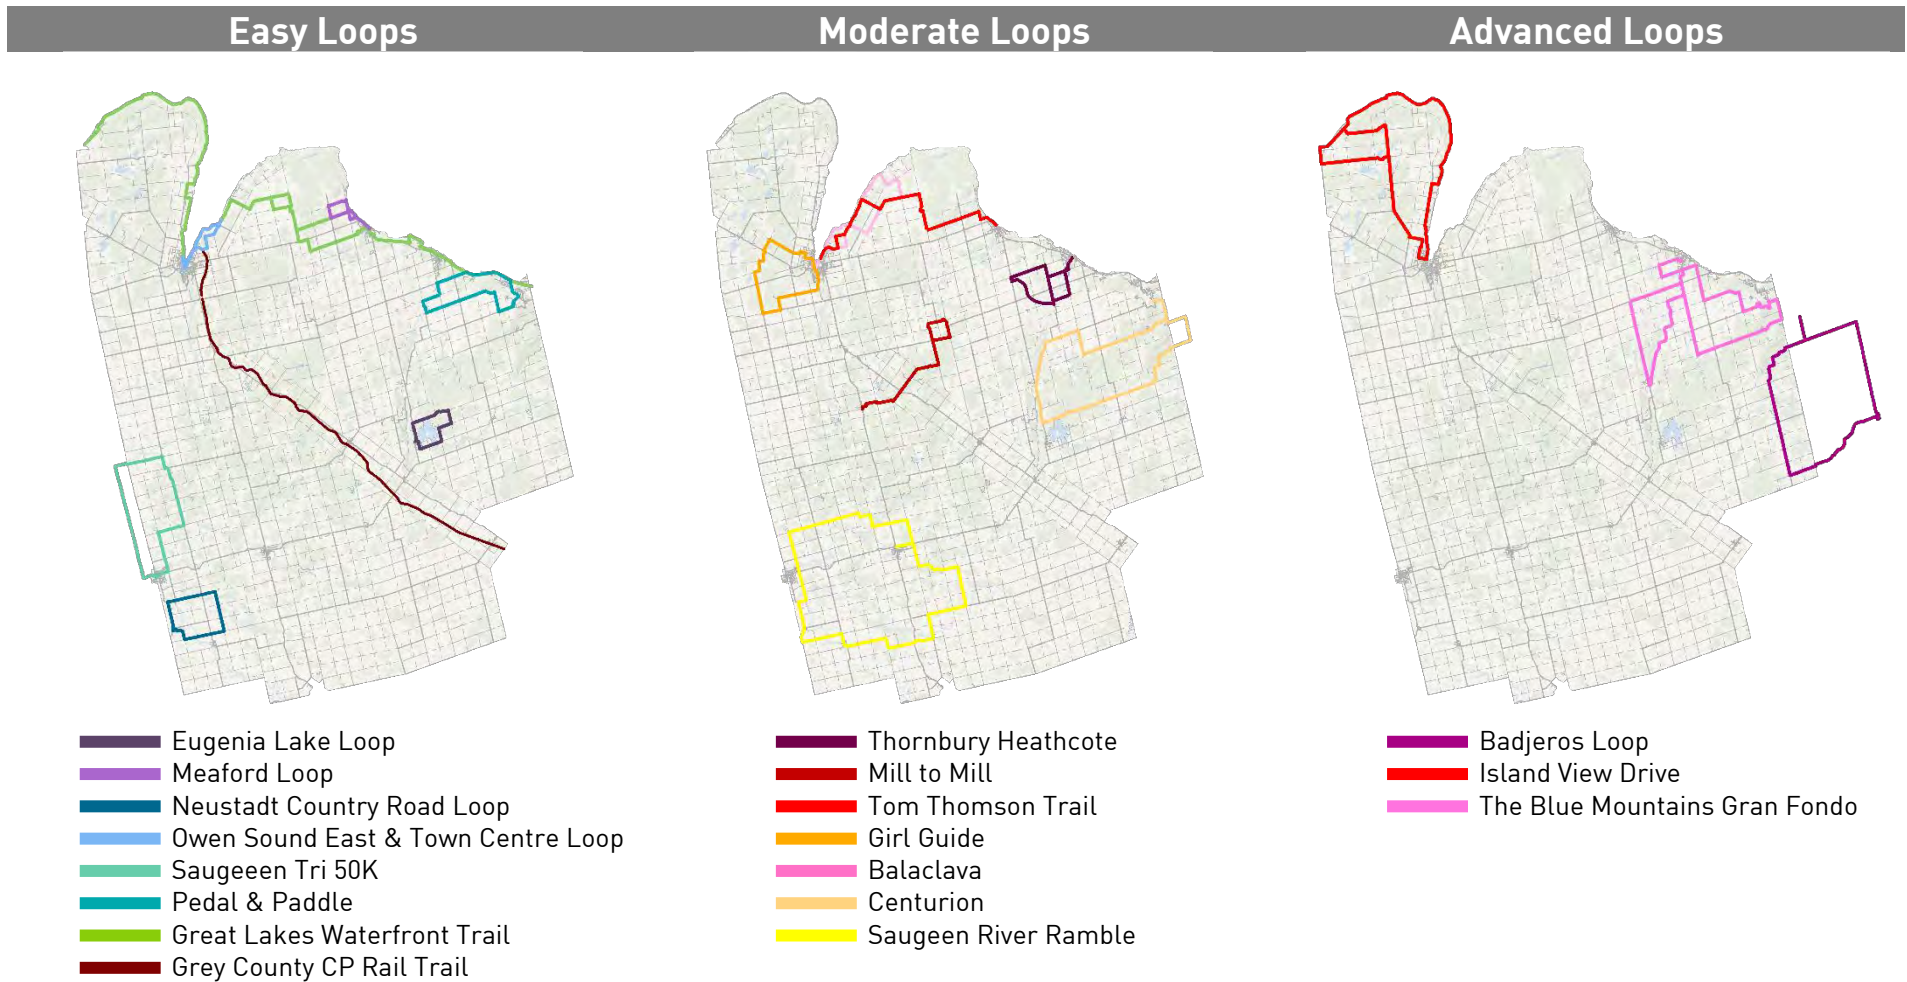 Easy Loops
Moderate Loops
Advanced Loops
Eugenia Lake Loop
Meaford Loop
Neustadt Country Road Loop
Owen Sound East & Town Centre Loop
Saugeeen Tri 50K
Pedal & Paddle
Great Lakes Waterfront Trail
Grey County CP Rail Trail
Thornbury Heathcote
Mill to Mill
Tom Thomson Trail
Girl Guide
Balaclava
Centurion
Saugeen River Ramble
Badjeros Loop
Island View Drive
The Blue Mountains Gran Fondo